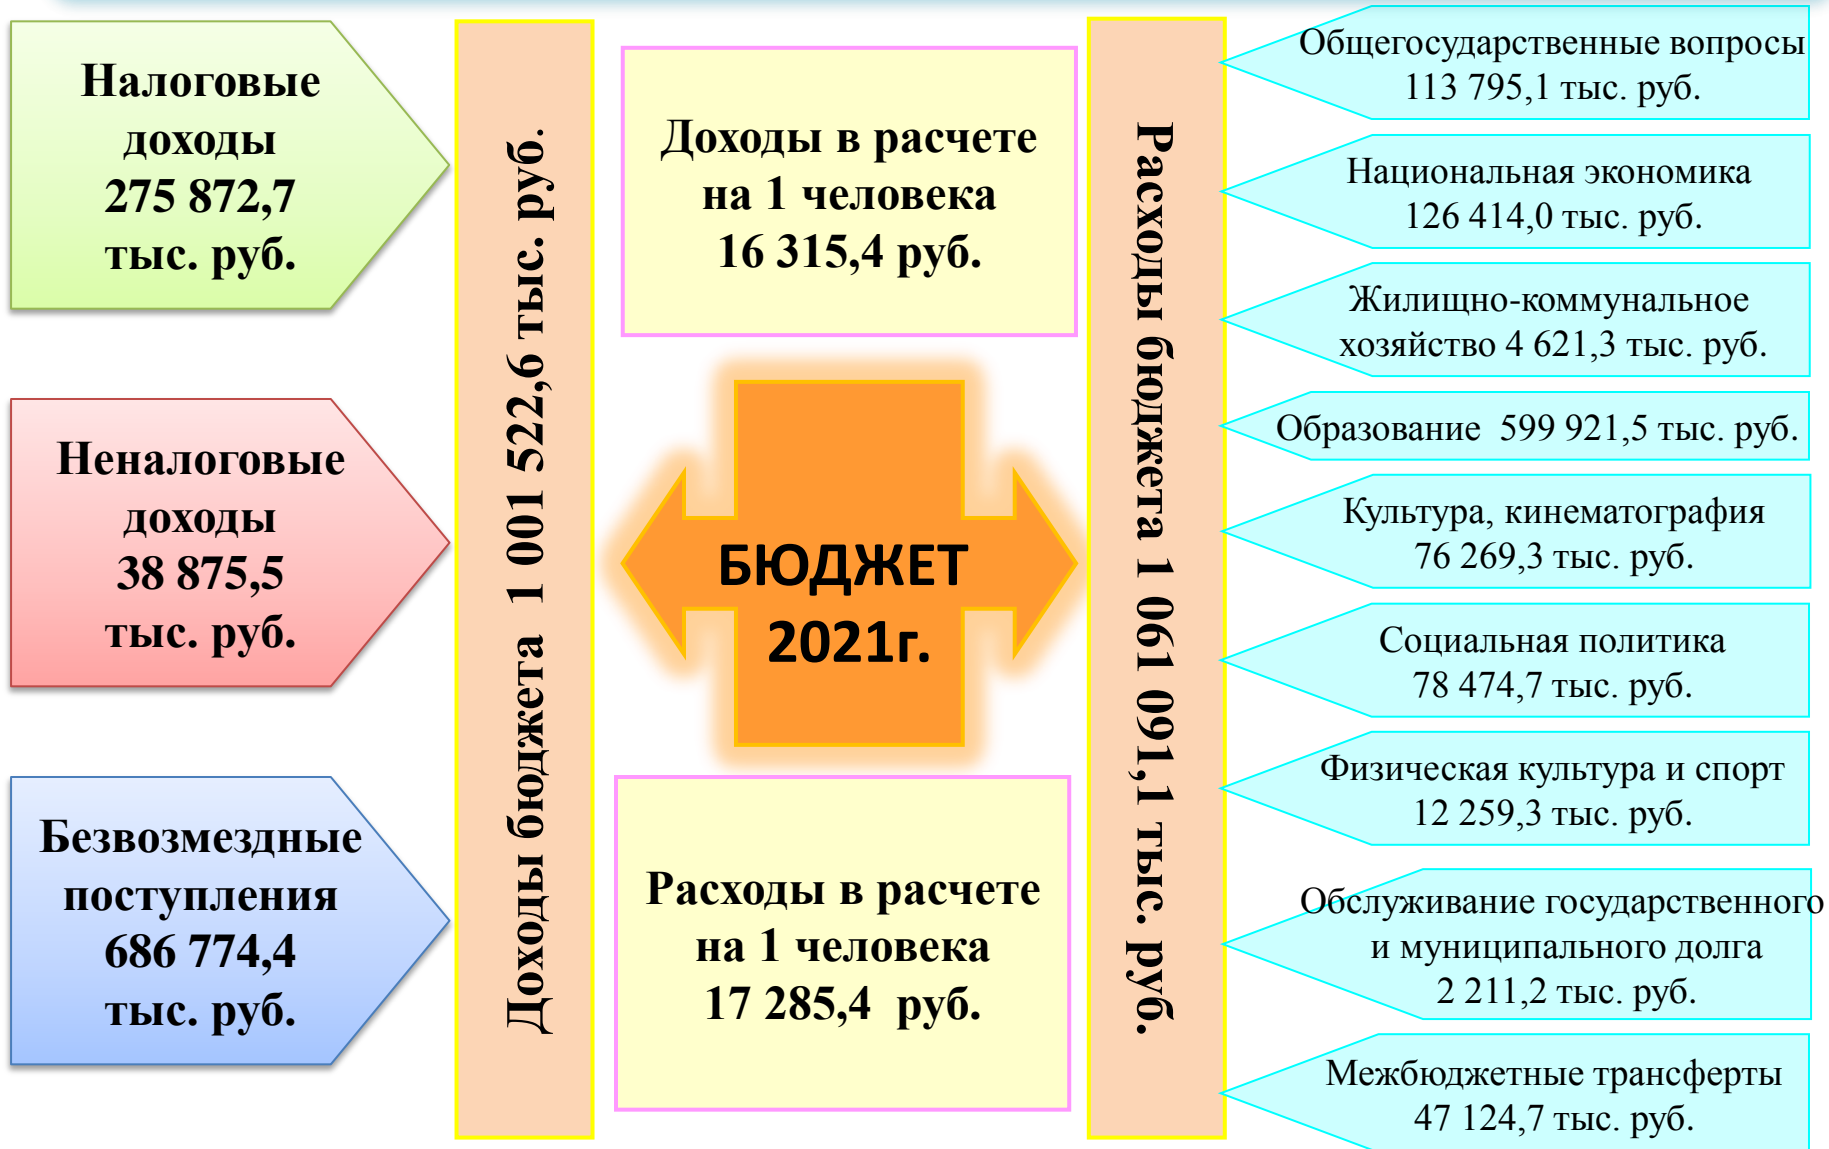 Налоговые
доходы
275 872,7
тыс. руб.
Неналоговые
доходы
38 875,5
тыс. руб.
Безвозмездные
поступления
686 774,4
тыс. руб.
Доходы бюджета 1 001 522,6 тыс. руб.
Доходы в расчете
на 1 человека
16 315,4 руб.
БЮДЖЕТ
2021г.
Расходы в расчете
на 1 человека
17 285,4 руб.
Расходы бюджета 1 061 091,1 тыс. руб.
Общегосударственные вопросы
113 795,1 тыс. руб.
Национальная экономика
126 414,0 тыс. руб.
Жилищно-коммунальное
хозяйство 4 621,3 тыс. руб.
Образование 599 921,5 тыс. руб.
Культура, кинематография
76 269,3 тыс. руб.
Социальная политика
78 474,7 тыс. руб.
Физическая культура и спорт
12 259,3 тыс. руб.
Обслуживание государственного
и муниципального долга
2 211,2 тыс. руб.
Межбюджетные трансферты
47 124,7 тыс. руб.